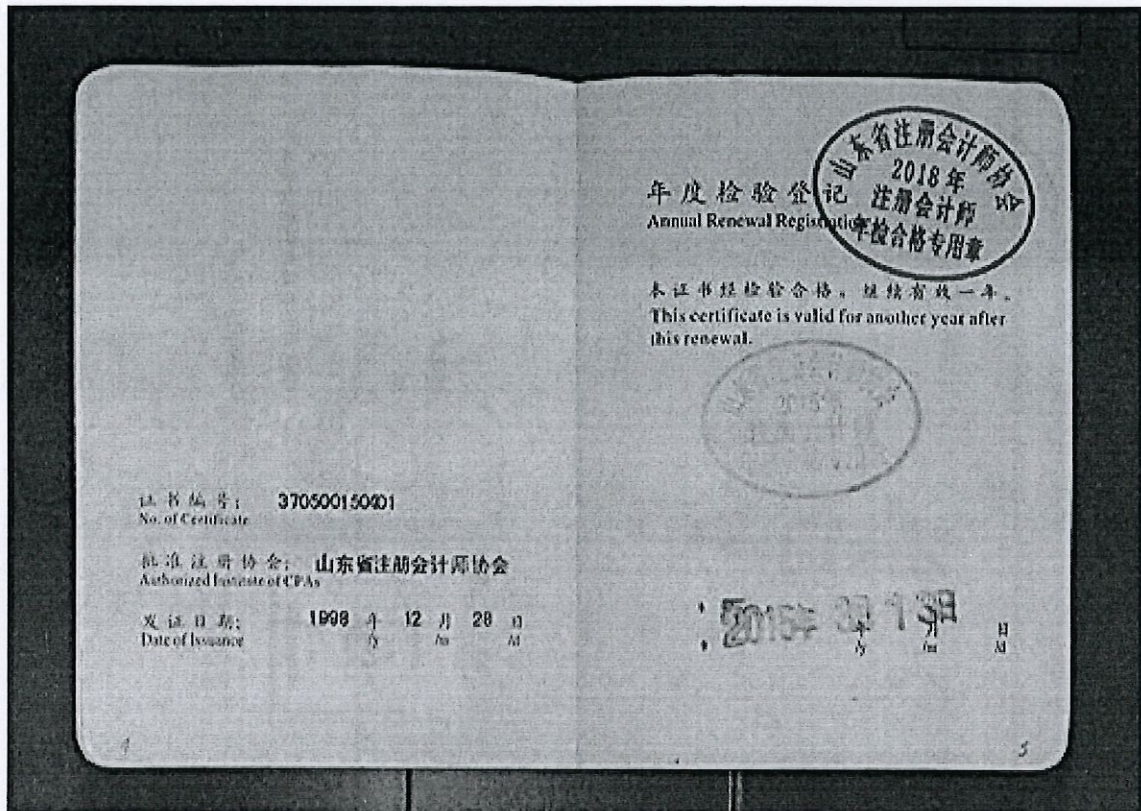 证书编号: 370500150401
No. of Certificate
批准注册协会: 山东省注册会计师协会
Authorized Institute of CPAs
发证日期: 1998 年 12 月 28 日
Date of Issuance /y /m /d
4
年度检验登记
Annual Renewal Registration
山东省注册会计师协会
2018 年
注册会计师
年检合格专用章
本证书经检验合格，继续有效一年。
This certificate is valid for another year after
this renewal.
年 月 日
/y /m /d
5